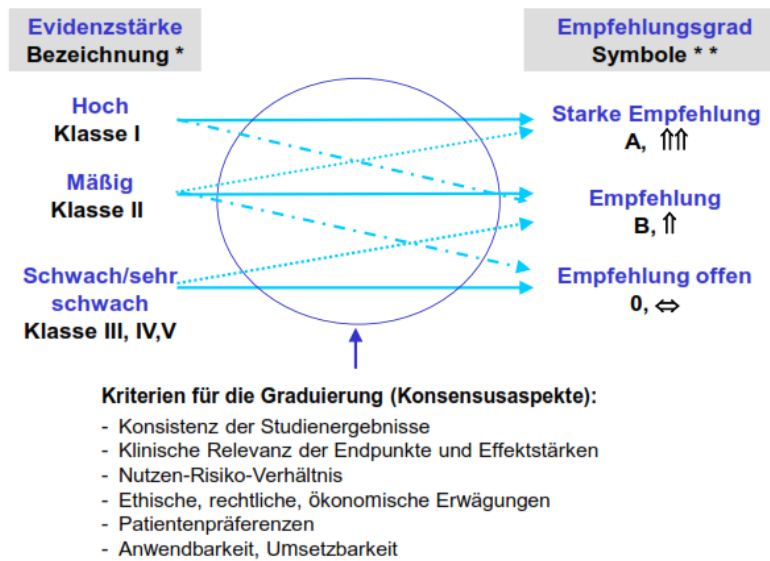 Evidenzstärke
Bezeichnung *
Empfehlungsgrad
Symbole * *
Hoch
Klasse I
Starke Empfehlung
A, ⇑⇑
Mäßig
Klasse II
Empfehlung
B, ⇑
Schwach/sehr
schwach
Klasse III, IV,V
Empfehlung offen
0, ⇔
Kriterien für die Graduierung (Konsensusaspekte):
- Konsistenz der Studienergebnisse
- Klinische Relevanz der Endpunkte und Effektstärken
- Nutzen-Risiko-Verhältnis
- Ethische, rechtliche, ökonomische Erwägungen
- Patientenpräferenzen
- Anwendbarkeit, Umsetzbarkeit